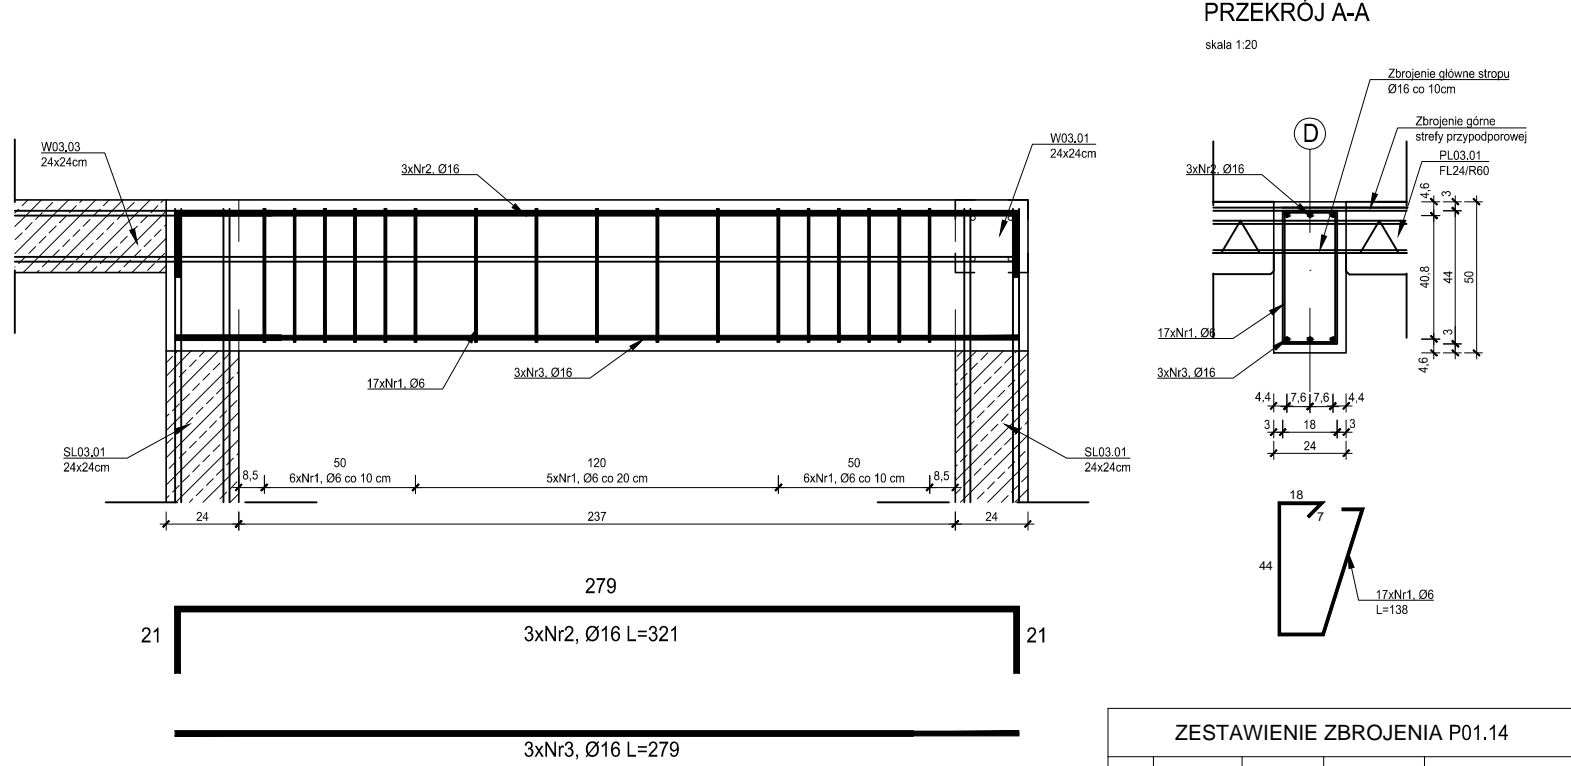 PRZEKRÓJ A-A
skala 1:20
W03.03
24x24cm
3xNr2, Ø16
W03.01
24x24cm
17xNr1, Ø6
3xNr3, Ø16
SL03.01
24x24cm
SL03.01
24x24cm
8,5
50
6xNr1, Ø6 co 10 cm
120
5xNr1, Ø6 co 20 cm
50
6xNr1, Ø6 co 10 cm
8,5
24
237
24
279
21
3xNr2, Ø16 L=321
21
3xNr3, Ø16 L=279
Zbrojenie główne stropu
Ø16 co 10cm
D
Zbrojenie górne
strefy przypodporowej
PL03.01
FL24/R60
3xNr2, Ø16
17xNr1, Ø6
3xNr3, Ø16
4,6
40.8
4,6
3
44
3
50
4,4
7,6
7,6
4,4
3
18
3
24
18
7
44
17xNr1, Ø6
L=138
ZESTAWIENIE ZBROJENIA P01.14